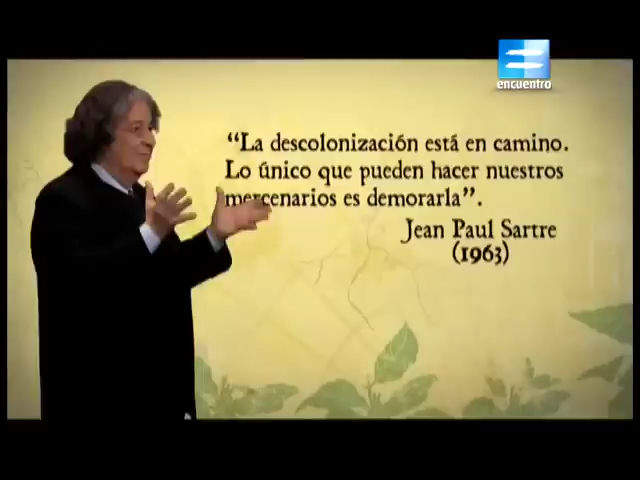 encuentro
“La descolonización está en camino.
Lo único que pueden hacer nuestros
mercenarios es demorarla”.
Jean Paul Sartre
(1963)